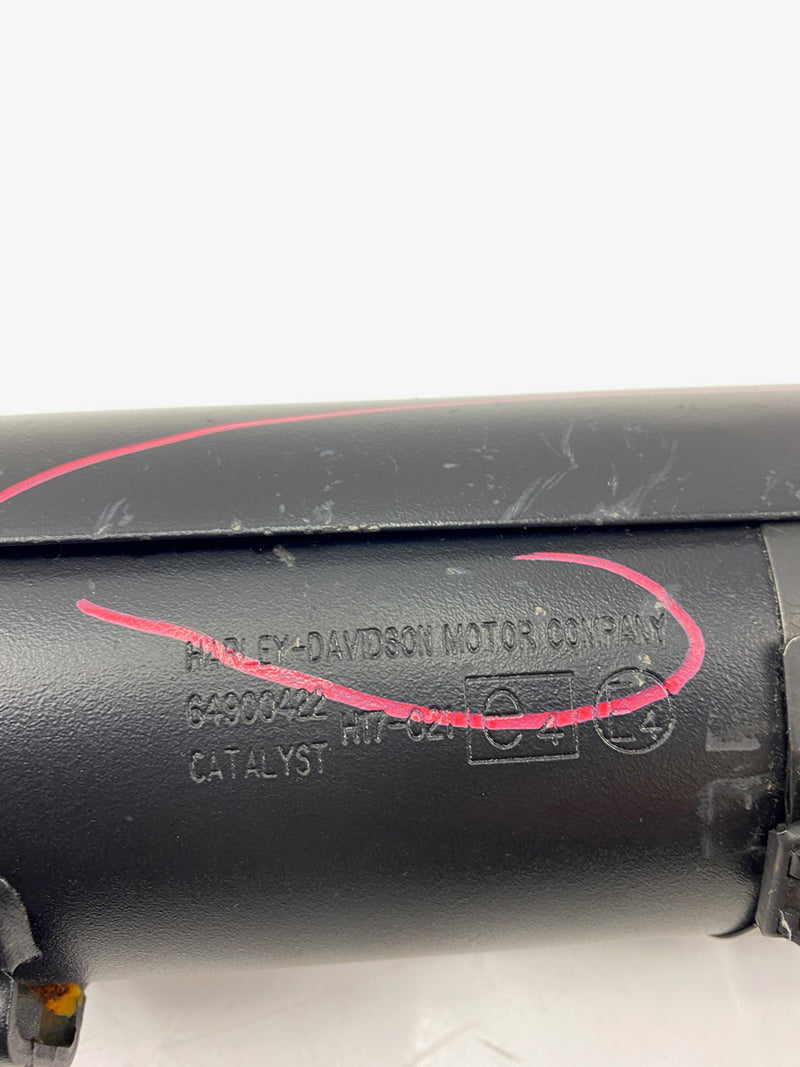 HARLEY-DAVIDSON MOTOR COMPANY
64900422 H17-021 e4 E4
CATALYST